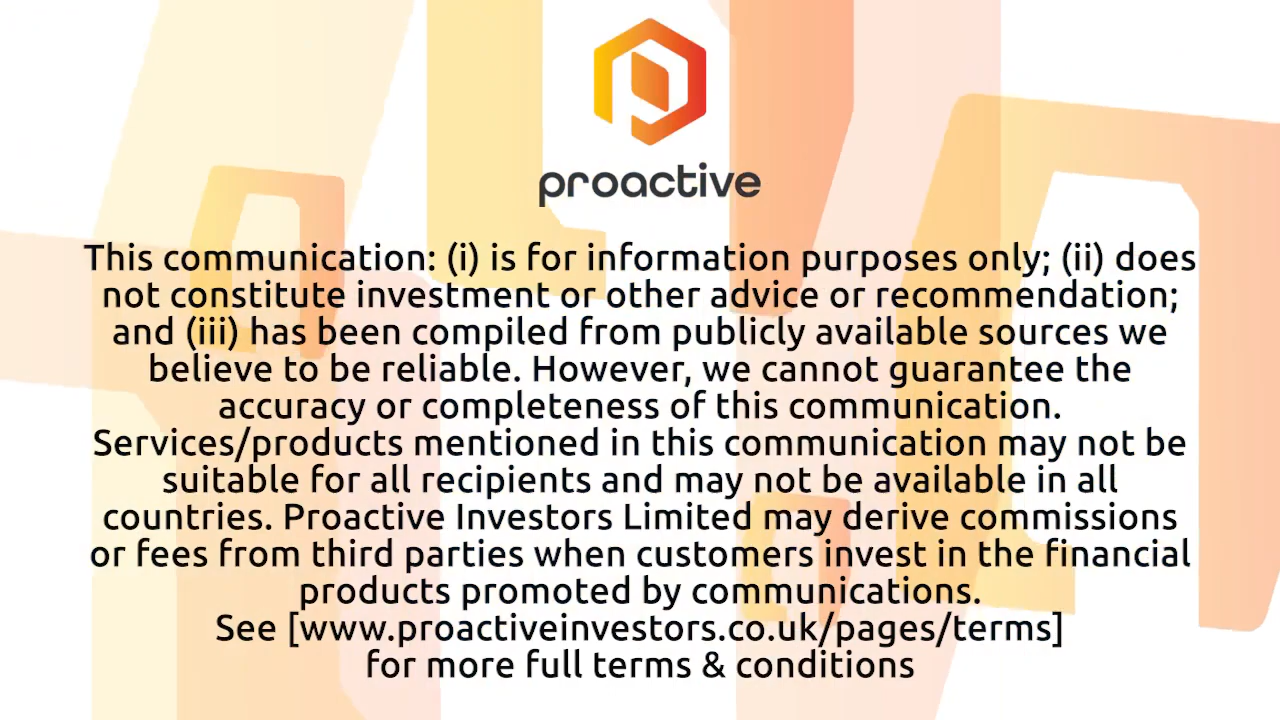 proactive
This communication: (i) is for information purposes only; (ii) does
not constitute investment or other advice or recommendation;
and (iii) has been compiled from publicly available sources we
believe to be reliable. However, we cannot guarantee the
accuracy or completeness of this communication.
Services/products mentioned in this communication may not be
suitable for all recipients and may not be available in all
countries. Proactive Investors Limited may derive commissions
or fees from third parties when customers invest in the financial
products promoted by communications.
See [www.proactiveinvestors.co.uk/pages/terms]
for more full terms & conditions